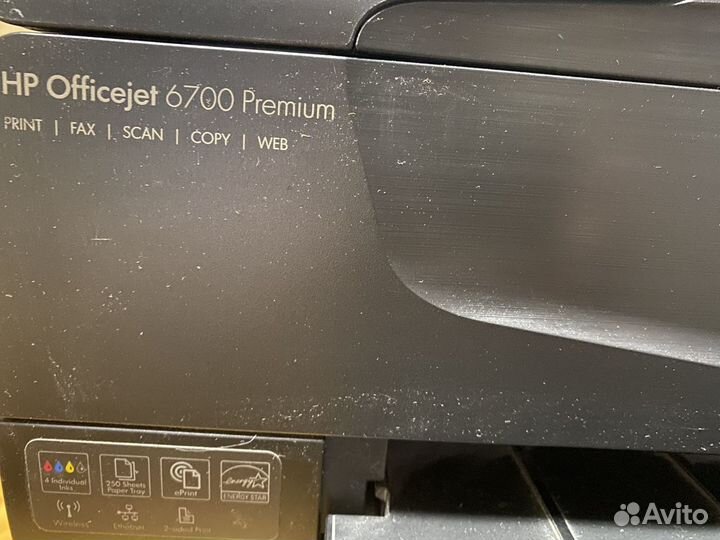 HP Officejet 6700 Premium
PRINT | FAX | SCAN | COPY | WEB
4 Individual Inks
250 Sheets Paper Tray
ePrint
energy
ENERGY STAR
Wireless
Ethernet
2-sided Print
Avito